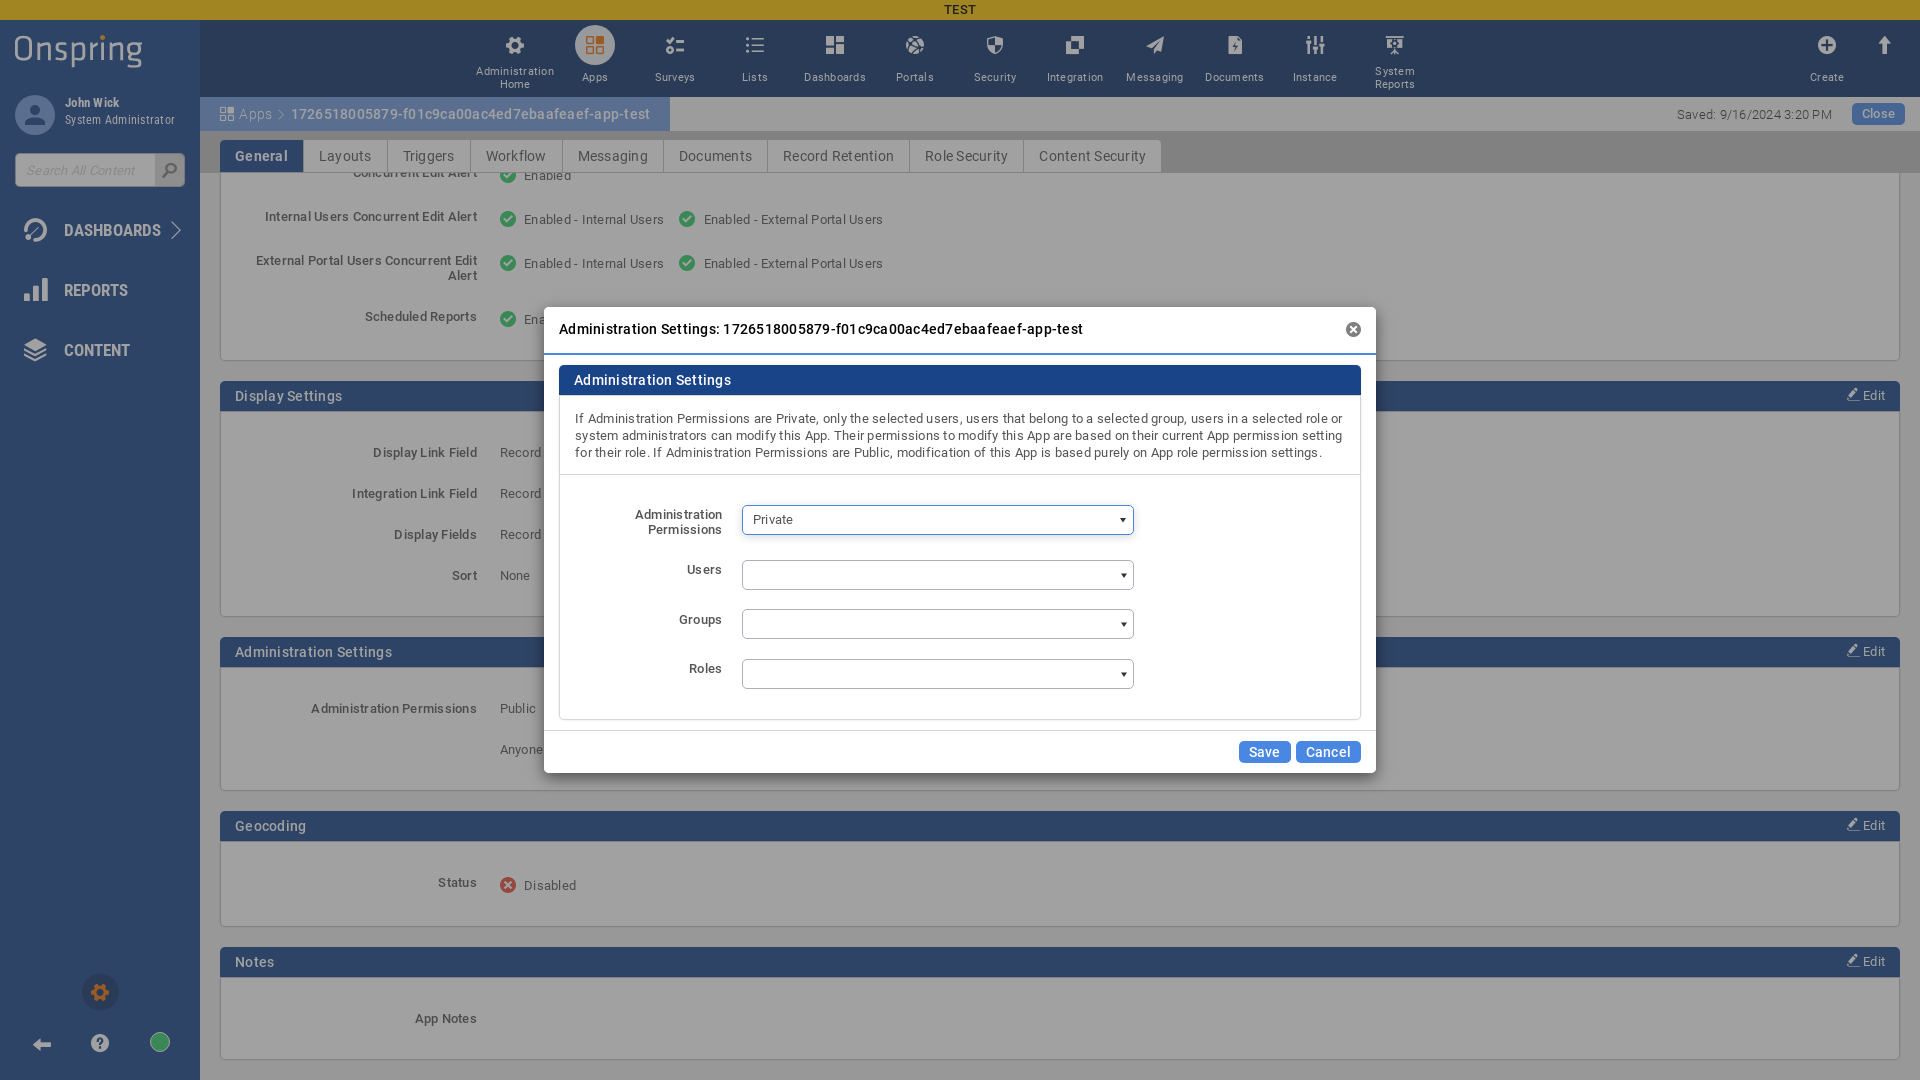 TEST
Onspring
Administration Home
Apps
Surveys
Lists
Dashboards
Portals
Security
Integration
Messaging
Documents
Instance
System Reports
Create
John Wick
System Administrator
Search All Content
DASHBOARDS
REPORTS
CONTENT
Apps
1726518005879-f01c9ca00ac4ed7ebaafeaef-app-test
Saved: 9/16/2024 3:20 PM
Close
General
Layouts
Triggers
Workflow
Messaging
Documents
Record Retention
Role Security
Content Security
Concurrent Edit Alert
Enabled
Internal Users Concurrent Edit Alert
Enabled - Internal Users
Enabled - External Portal Users
External Portal Users Concurrent Edit
Alert
Enabled - Internal Users
Enabled - External Portal Users
Scheduled Reports
Ena
Display Settings
Edit
Display Link Field
Record
Integration Link Field
Record
Display Fields
Record
Sort
None
Administration Settings
Edit
Administration Permissions
Public
Anyone
Geocoding
Edit
Status
Disabled
Notes
Edit
App Notes
Administration Settings: 1726518005879-f01c9ca00ac4ed7ebaafeaef-app-test
Administration Settings
If Administration Permissions are Private, only the selected users, users that belong to a selected group, users in a selected role or
system administrators can modify this App. Their permissions to modify this App are based on their current App permission setting
for their role. If Administration Permissions are Public, modification of this App is based purely on App role permission settings.
Administration
Permissions
Private
Users
Groups
Roles
Save
Cancel